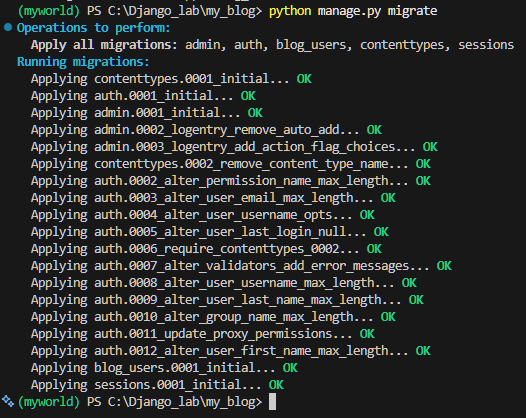 (myworld) PS C:\Django_lab\my_blog> python manage.py migrate
Operations to perform:
  Apply all migrations: admin, auth, blog_users, contenttypes, sessions
Running migrations:
  Applying contenttypes.0001_initial... OK
  Applying auth.0001_initial... OK
  Applying admin.0001_initial... OK
  Applying admin.0002_logentry_remove_auto_add... OK
  Applying admin.0003_logentry_add_action_flag_choices... OK
  Applying contenttypes.0002_remove_content_type_name... OK
  Applying auth.0002_alter_permission_name_max_length... OK
  Applying auth.0003_alter_user_email_max_length... OK
  Applying auth.0004_alter_user_username_opts... OK
  Applying auth.0005_alter_user_last_login_null... OK
  Applying auth.0006_require_contenttypes_0002... OK
  Applying auth.0007_alter_validators_add_error_messages... OK
  Applying auth.0008_alter_user_username_max_length... OK
  Applying auth.0009_alter_user_last_name_max_length... OK
  Applying auth.0010_alter_group_name_max_length... OK
  Applying auth.0011_update_proxy_permissions... OK
  Applying auth.0012_alter_user_first_name_max_length... OK
  Applying blog_users.0001_initial... OK
  Applying sessions.0001_initial... OK
(myworld) PS C:\Django_lab\my_blog>